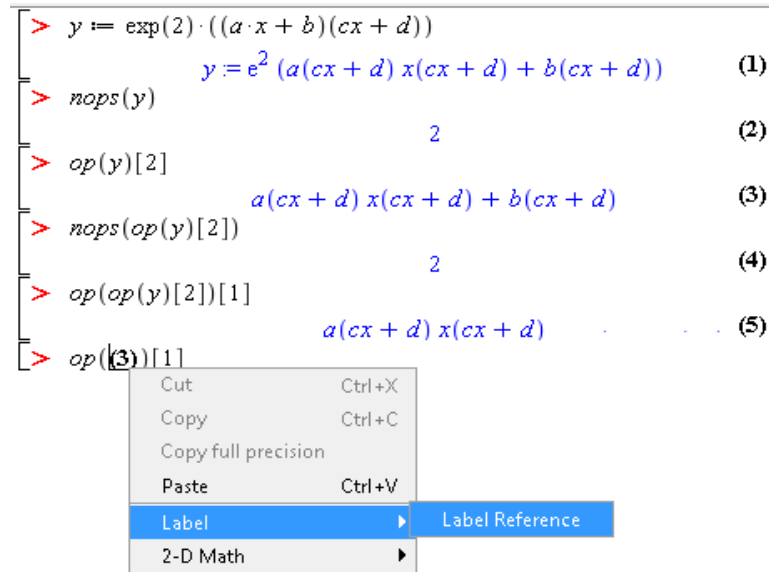 > y := exp(2)·((a·x + b)(cx + d))
y := e² (a(cx + d) x(cx + d) + b(cx + d)) (1)
> nops(y)
2 (2)
> op(y)[2]
a(cx + d) x(cx + d) + b(cx + d) (3)
> nops(op(y)[2])
2 (4)
> op(op(y)[2])[1]
a(cx + d) x(cx + d) (5)
> op((3))[1]
Cut Ctrl+X
Copy Ctrl+C
Copy full precision
Paste Ctrl+V
Label Label Reference
2-D Math